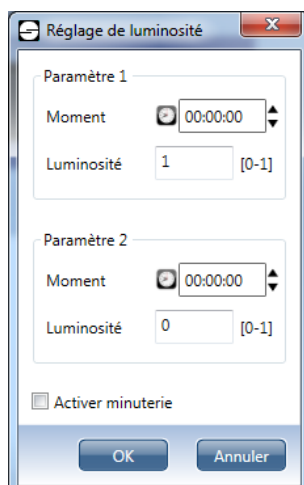 Réglage de luminosité
Paramètre 1
Moment 00:00:00
Luminosité 1 [0-1]
Paramètre 2
Moment 00:00:00
Luminosité 0 [0-1]
Activer minuterie
OK Annuler